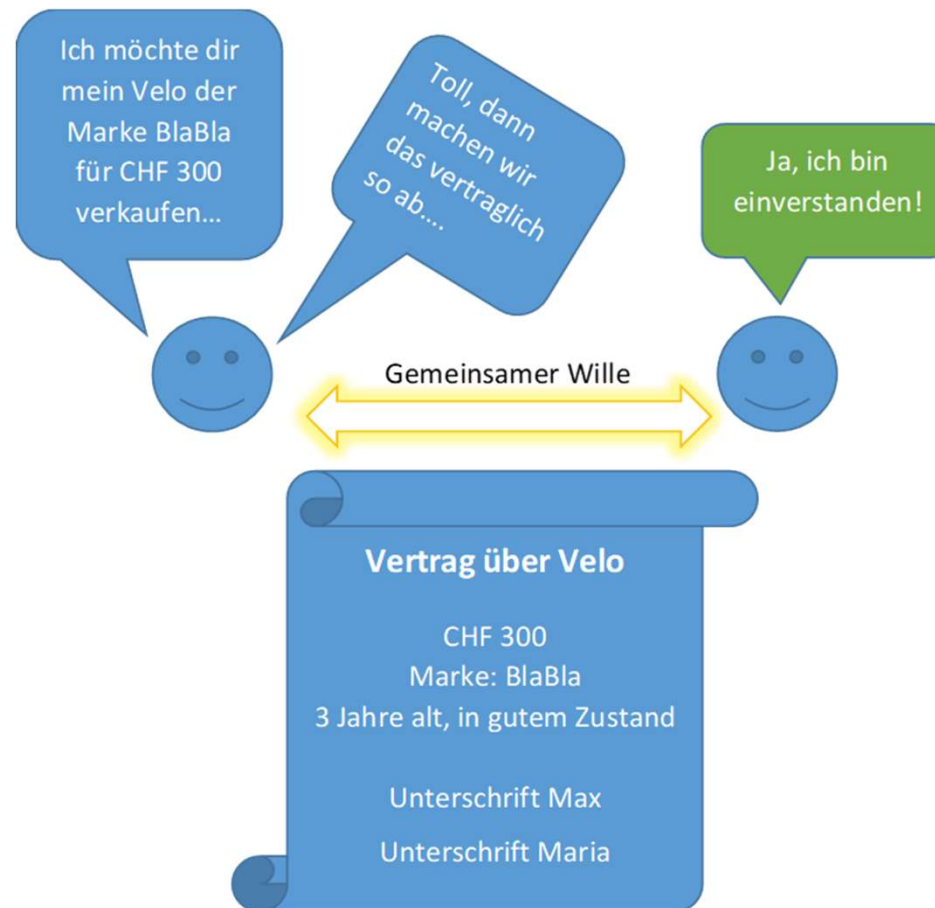 Ich möchte dir
mein Velo der
Marke BlaBla
für CHF 300
verkaufen...
Toll, dann
machen wir
das vertraglich
so ab....
Ja, ich bin
einverstanden!
Gemeinsamer Wille
Vertrag über Velo
CHF 300
Marke: BlaBla
3 Jahre alt, in gutem Zustand
Unterschrift Max
Unterschrift Maria